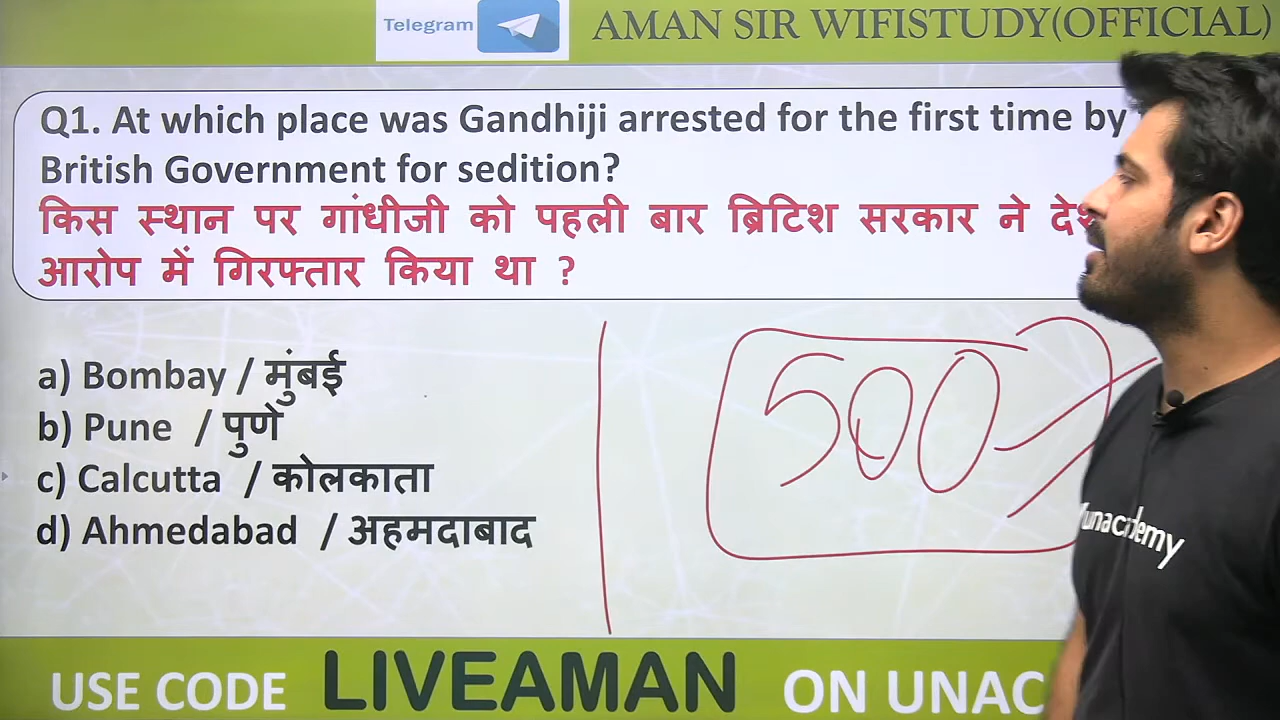 Telegram
AMAN SIR WIFISTUDY(OFFICIAL)
Q1. At which place was Gandhiji arrested for the first time by
British Government for sedition?
किस स्थान पर गांधीजी को पहली बार ब्रिटिश सरकार ने
आरोप में गिरफ्तार किया था ?
500
a) Bombay / मुंबई
b) Pune / पुणे
c) Calcutta / कोलकाता
d) Ahmedabad / अहमदाबाद
unacademy
USE CODE LIVEAMAN ON UNAC